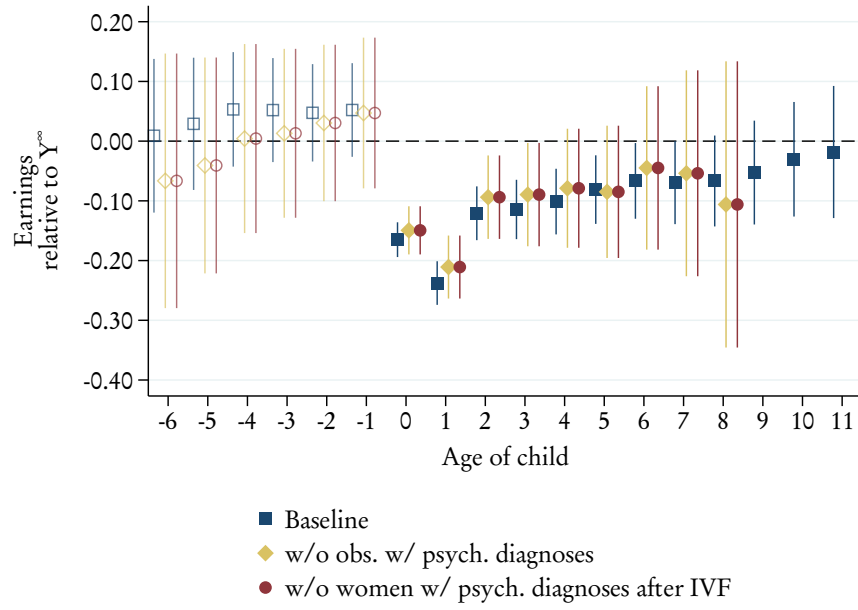 0.20
0.10
0.00
-0.10
-0.20
-0.30
-0.40
Earnings
relative to Y∞
-6 -5 -4 -3 -2 -1 0 1 2 3 4 5 6 7 8 9 10 11
Age of child
Baseline
w/o obs. w/ psych. diagnoses
w/o women w/ psych. diagnoses after IVF